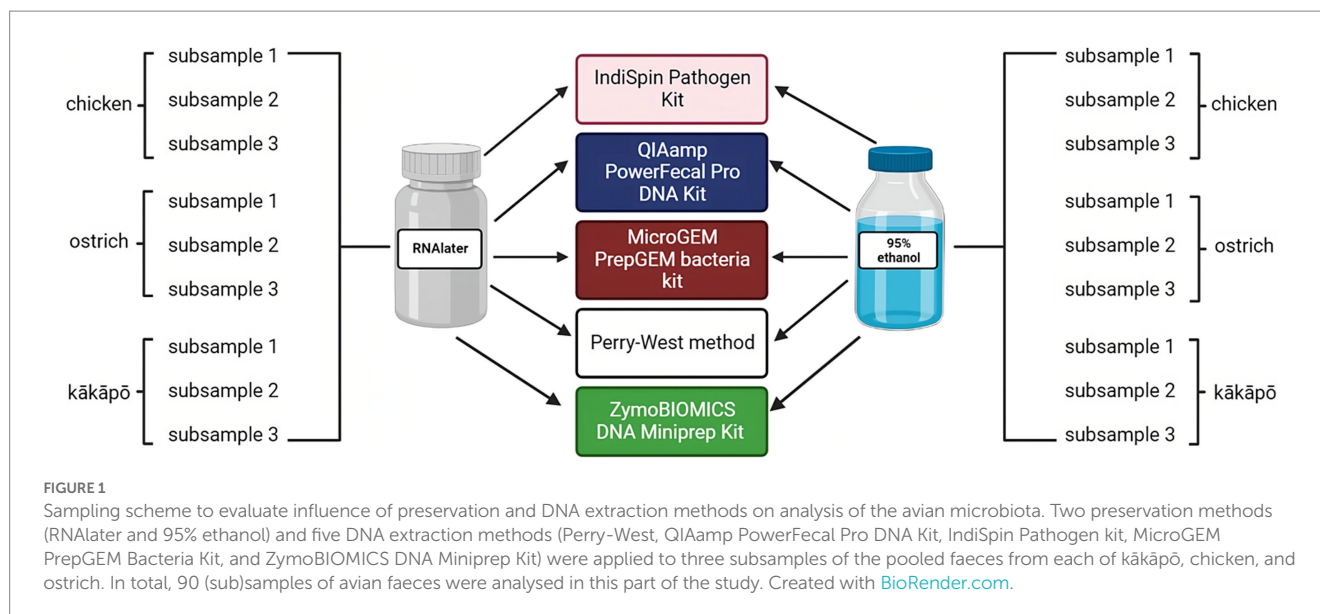 subsample 1
chicken
subsample 2
subsample 3
subsample 1
ostrich
subsample 2
subsample 3
subsample 1
kākāpō
subsample 2
subsample 3
RNAlater
IndiSpin Pathogen
Kit
QIAamp
PowerFecal Pro
DNA Kit
MicroGEM
PrepGEM bacteria
kit
Perry-West method
ZymoBIOMICS
DNA Miniprep Kit
95%
ethanol
subsample 1
subsample 2
chicken
subsample 3
subsample 1
subsample 2
ostrich
subsample 3
subsample 1
subsample 2
kākāpō
subsample 3
FIGURE 1
Sampling scheme to evaluate influence of preservation and DNA extraction methods on analysis of the avian microbiota. Two preservation methods
(RNAlater and 95% ethanol) and five DNA extraction methods (Perry-West, QIAamp PowerFecal Pro DNA Kit, IndiSpin Pathogen kit, MicroGEM
PrepGEM Bacteria Kit, and ZymoBIOMICS DNA Miniprep Kit) were applied to three subsamples of the pooled faeces from each of kākāpō, chicken, and
ostrich. In total, 90 (sub)samples of avian faeces were analysed in this part of the study. Created with BioRender.com.